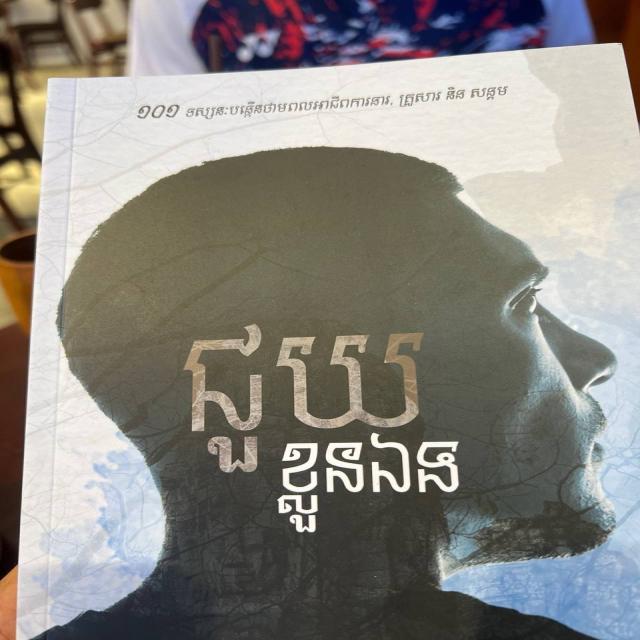 ១០១ ទស្សនៈបង្កើនថាមពលអាជីពការងារ, គ្រួសារ និង សង្គម
ជួយ
ខ្លួនឯង